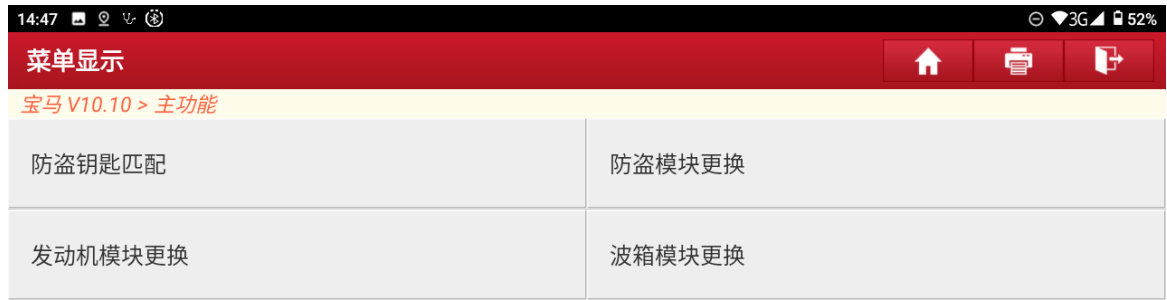 14:47 3G 52%
菜单显示
宝马 V10.10 > 主功能
防盗钥匙匹配 防盗模块更换
发动机模块更换 波箱模块更换